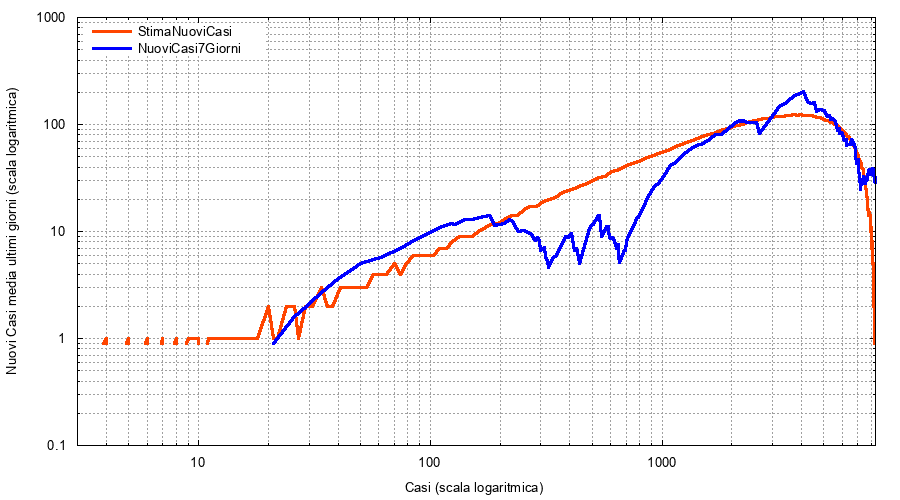 1000
StimaNuoviCasi
NuoviCasi7Giorni
100
10
1
0.1
10
100
1000
Nuovi Casi media ultimi giorni (scala logaritmica)
Casi (scala logaritmica)